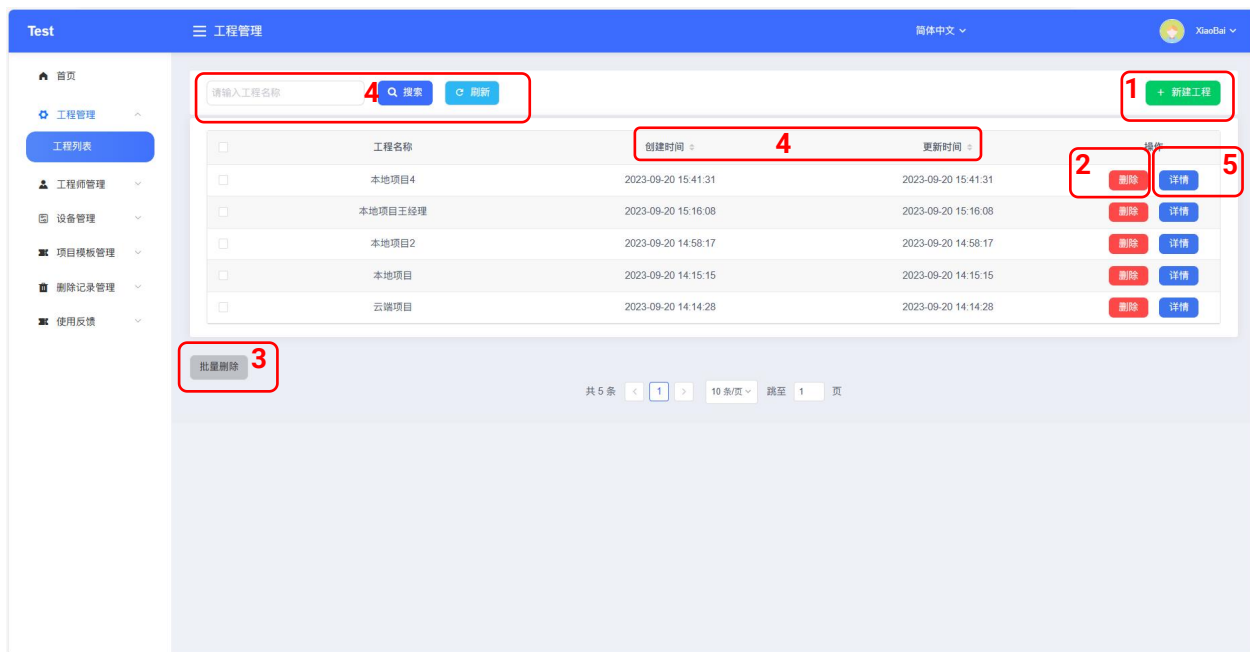 Test
工程管理
简体中文
XiaoBai
首页
工程管理
工程列表
工程师管理
设备管理
项目模板管理
删除记录管理
使用反馈
请输入工程名称 4 搜索 刷新
1 + 新建工程
工程名称 创建时间 4 更新时间 操作
2 5
本地项目4 2023-09-20 15:41:31 2023-09-20 15:41:31 删除 详情
本地项目王经理 2023-09-20 15:16:08 2023-09-20 15:16:08 删除 详情
本地项目2 2023-09-20 14:58:17 2023-09-20 14:58:17 删除 详情
本地项目 2023-09-20 14:15:15 2023-09-20 14:15:15 删除 详情
云端项目 2023-09-20 14:14:28 2023-09-20 14:14:28 删除 详情
批量删除 3
共 5 条 < 1 > 10 条/页 跳至 1 页